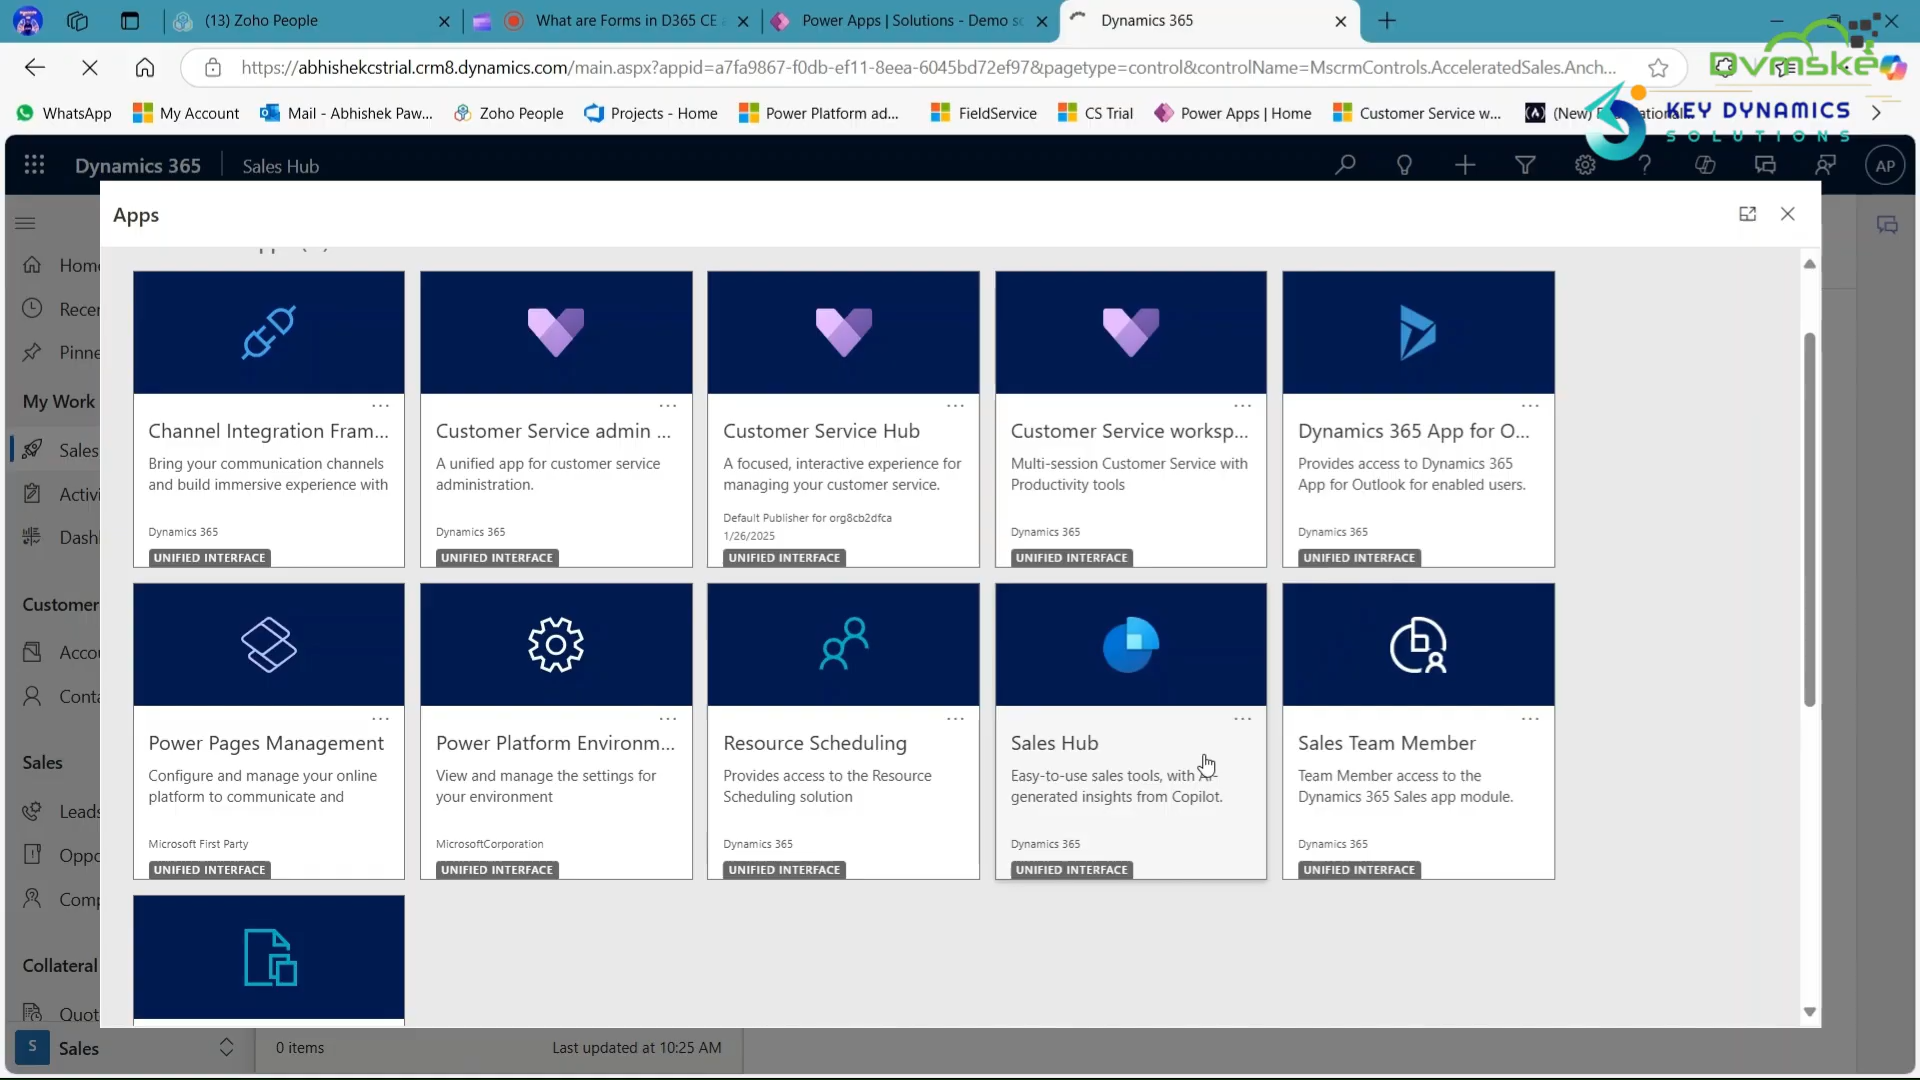 (13) Zoho People
What are Forms in D365 CE
Power Apps | Solutions - Demo
Dynamics 365
https://abhishekcstrial.crm8.dynamics.com/main.aspx?appid=a7fa9867-f0db-ef11-8eea-6045bd72ef97&pagetype=control&controlName=MscrmControls.AcceleratedSales.Anch...
Dvmske
WhatsApp
My Account
Mail - Abhishek Paw...
Zoho People
Projects - Home
Power Platform ad...
FieldService
CS Trial
Power Apps | Home
Customer Service w...
(New)
KEY DYNAMICS
SOLUTIONS
Dynamics 365
Sales Hub
AP
Apps
Home
Recen
Pinne
My Work
Sales
Activi
Dashl
Customer
Accou
Conta
Sales
Leads
Oppo
Comp
Collateral
Quot
S
Sales
Channel Integration Fram...
Bring your communication channels
and build immersive experience with
Dynamics 365
UNIFIED INTERFACE
Customer Service admin ...
A unified app for customer service
administration.
Dynamics 365
UNIFIED INTERFACE
Customer Service Hub
A focused, interactive experience for
managing your customer service.
Default Publisher for org8cb2dfca
1/26/2025
UNIFIED INTERFACE
Customer Service worksp...
Multi-session Customer Service with
Productivity tools
Dynamics 365
UNIFIED INTERFACE
Dynamics 365 App for O...
Provides access to Dynamics 365
App for Outlook for enabled users.
Dynamics 365
UNIFIED INTERFACE
Power Pages Management
Configure and manage your online
platform to communicate and
Microsoft First Party
UNIFIED INTERFACE
Power Platform Environm...
View and manage the settings for
your environment
MicrosoftCorporation
UNIFIED INTERFACE
Resource Scheduling
Provides access to the Resource
Scheduling solution
Dynamics 365
UNIFIED INTERFACE
Sales Hub
Easy-to-use sales tools, with AI-
generated insights from Copilot.
Dynamics 365
UNIFIED INTERFACE
Sales Team Member
Team Member access to the
Dynamics 365 Sales app module.
Dynamics 365
UNIFIED INTERFACE
0 items
Last updated at 10:25 AM